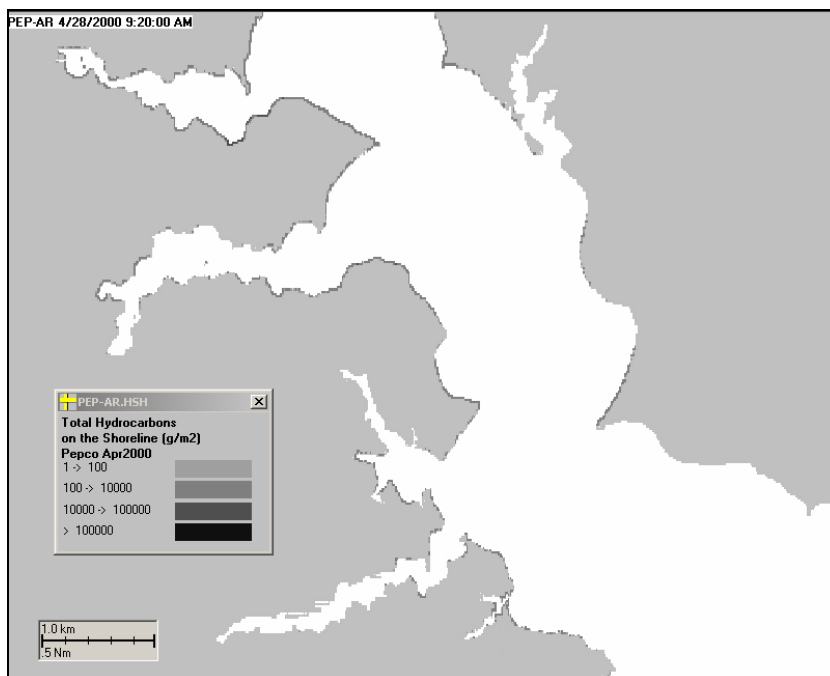 PEP-AR 4/28/2000 9:20:00 AM
PEP-AR.HSH
Total Hydrocarbons
on the Shoreline (g/m2)
Pepco Apr2000
1 -> 100
100 -> 10000
10000 -> 100000
> 100000
1.0 km
.5 Nm